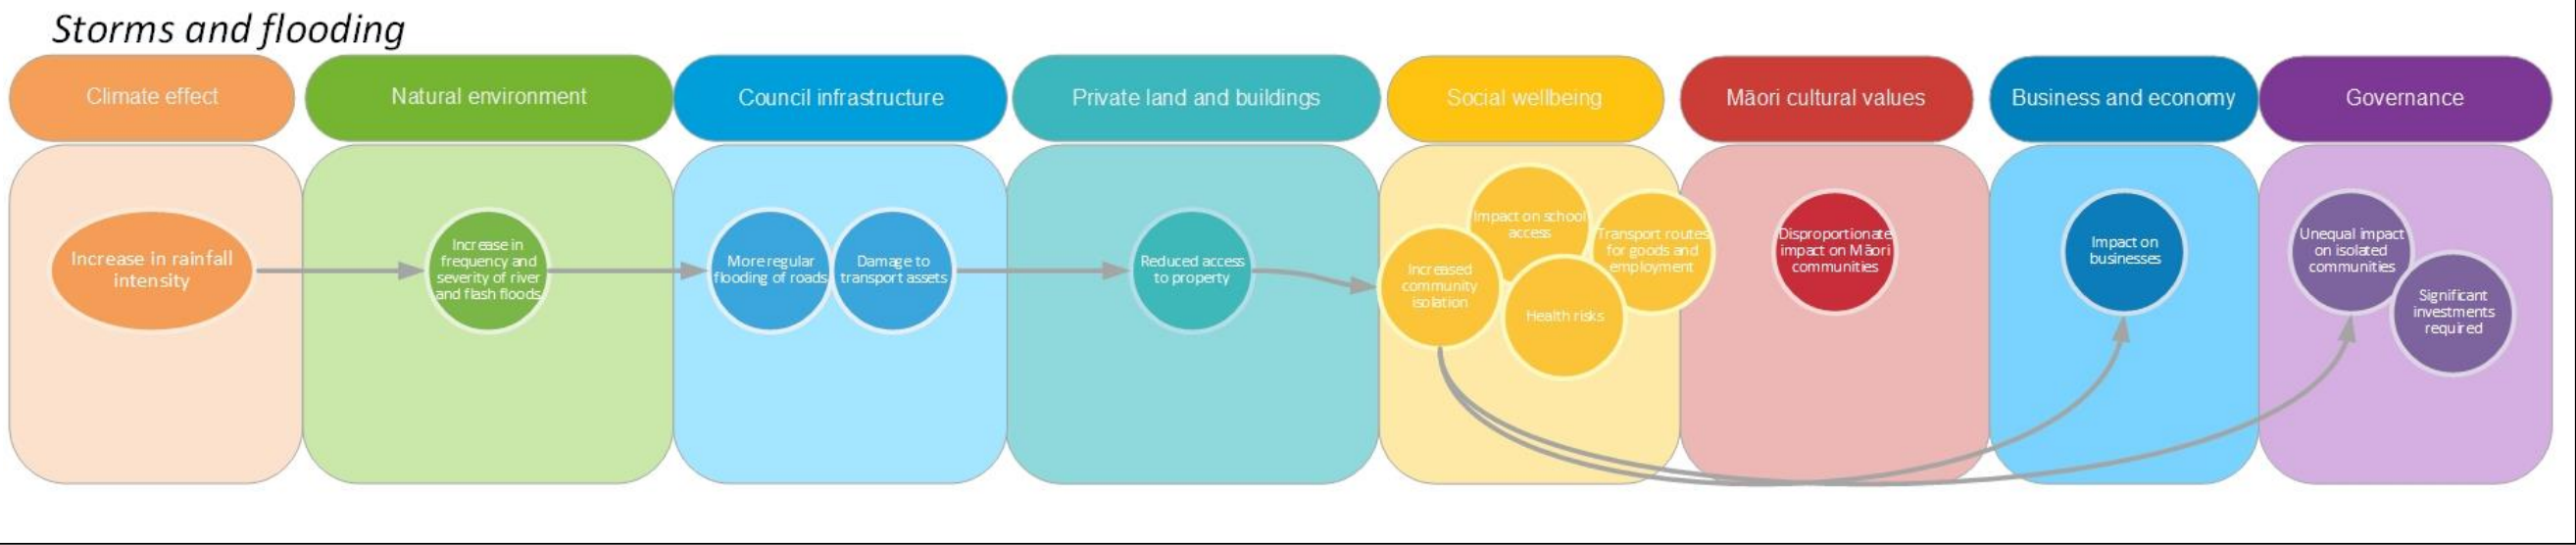 Storms and flooding
Climate effect
Natural environment
Council infrastructure
Private land and buildings
Social wellbeing
Māori cultural values
Business and economy
Governance
Increase in rainfall
intensity
Increase in
frequency and
severity of river
and flash floods
More regular
flooding of roads
Damage to
transport assets
Reduced access
to property
Increased
community
isolation
Impact on school
access
Health risks
Transport routes
for goods and
employment
Disproportionate
impact on Māori
communities
Impact on
businesses
Unequal impact
on isolated
communities
Significant
investments
required